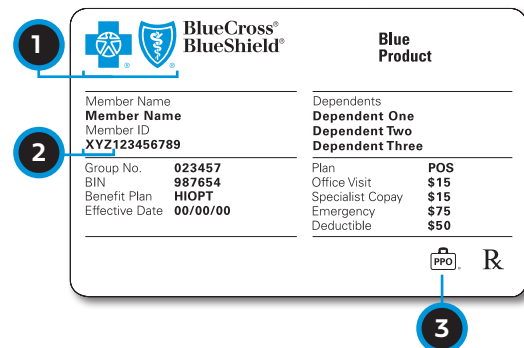 1
BlueCross®
BlueShield®
Blue
Product
® ®
Member Name
Member Name
Member ID
XYZ123456789
2
Dependents
Dependent One
Dependent Two
Dependent Three
Group No. 023457
BIN 987654
Benefit Plan HIOPT
Effective Date 00/00/00
Plan POS
Office Visit $15
Specialist Copay $15
Emergency $75
Deductible $50
PPO ® Rx
3